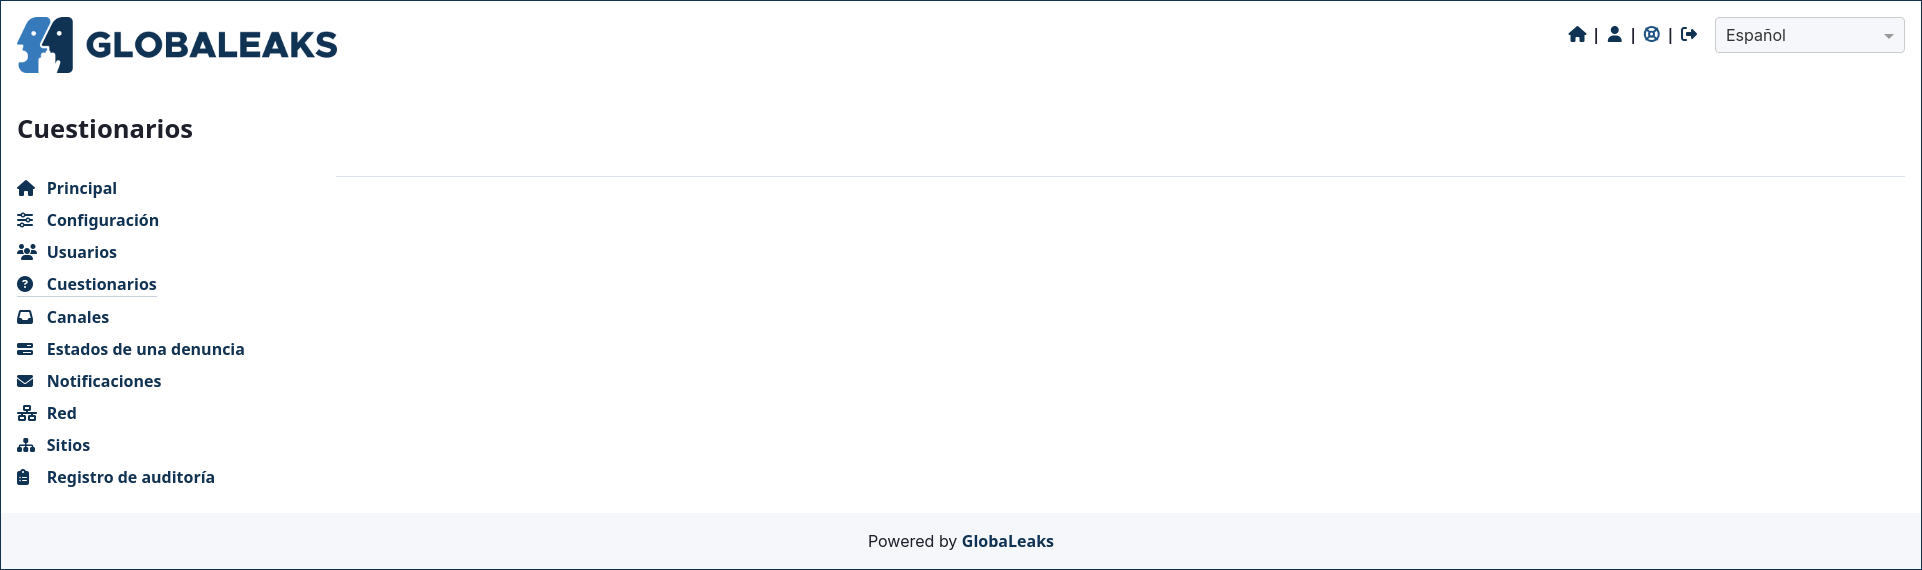 GLOBALEAKS
| | | Español
Cuestionarios
Principal
Configuración
Usuarios
Cuestionarios
Canales
Estados de una denuncia
Notificaciones
Red
Sitios
Registro de auditoría
Powered by GlobaLeaks